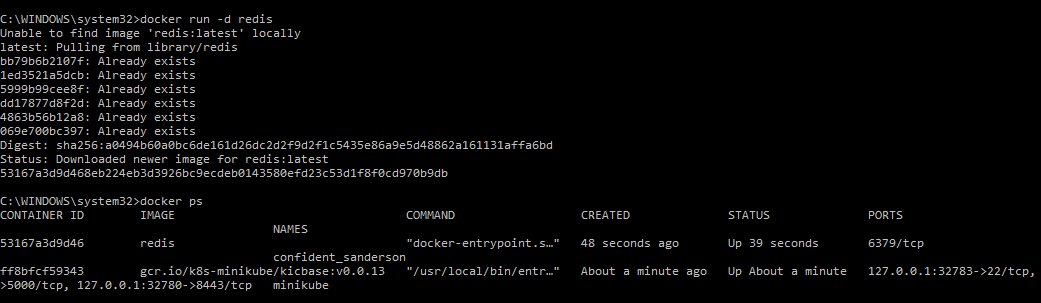 C:\WINDOWS\system32>docker run -d redis
Unable to find image 'redis:latest' locally
latest: Pulling from library/redis
bb79b6b2107f: Already exists
1ed3521a5dcb: Already exists
5999b99cee8f: Already exists
dd17877d8f2d: Already exists
4863b56b12a8: Already exists
069e700bc397: Already exists
Digest: sha256:a0494b60a0bc6de161d26dc2d2f9d2f1c5435e86a9e5d48862a161131affa6bd
Status: Downloaded newer image for redis:latest
53167a3d9d468eb224eb3d3926bc9ecdeb0143580efd23c53d1f8f0cd970b9db
C:\WINDOWS\system32>docker ps
CONTAINER ID IMAGE COMMAND CREATED STATUS PORTS
NAMES
53167a3d9d46 redis "docker-entrypoint.s…" 48 seconds ago Up 39 seconds 6379/tcp
confident_sanderson
ff8bfcf59343 gcr.io/k8s-minikube/kicbase:v0.0.13 "/usr/local/bin/entr…" About a minute ago Up About a minute 127.0.0.1:32783->22/tcp,
>5000/tcp, 127.0.0.1:32780->8443/tcp minikube